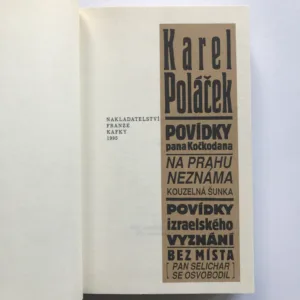 NAKLADATELSTVÍ
FRANZE
KAFKY
Karel
Poláček
POVÍDKY
pana Kočkodana
NA PRAHU
NEZNÁMA
KOUZELNÁ ŠUNKA
POVÍDKY
izraelského
VYZNÁNÍ
BEZ MÍSTA
[PAN SELICHAR]
[SE OSVOBODIL]